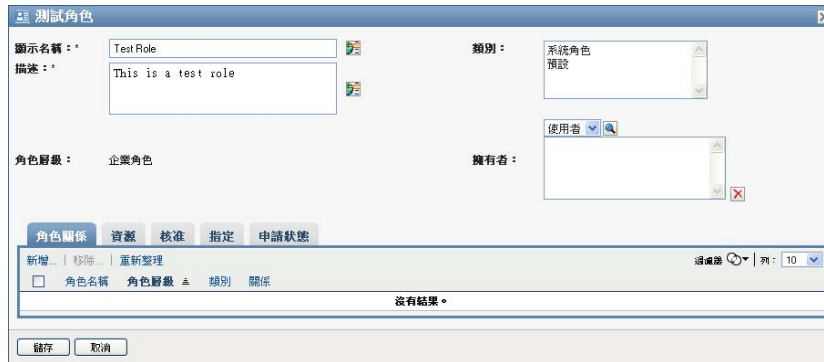 測試角色
顯示名稱：*
Test Role
類別：
系統角色
預設
描述：*
This is a test role
使用者
角色層級：
企業角色
擁有者：
角色關係 資源 核准 指定 申請狀態
新增... | 移除... | 重新整理
過濾器
列： 10
角色名稱 角色層級 類別 關係
沒有結果。
儲存 取消